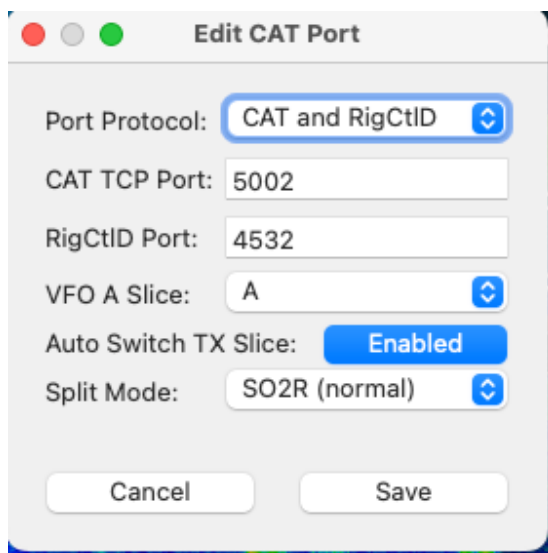 Edit CAT Port
Port Protocol: CAT and RigCtlD
CAT TCP Port: 5002
RigCtlD Port: 4532
VFO A Slice: A
Auto Switch TX Slice: Enabled
Split Mode: SO2R (normal)
Cancel Save